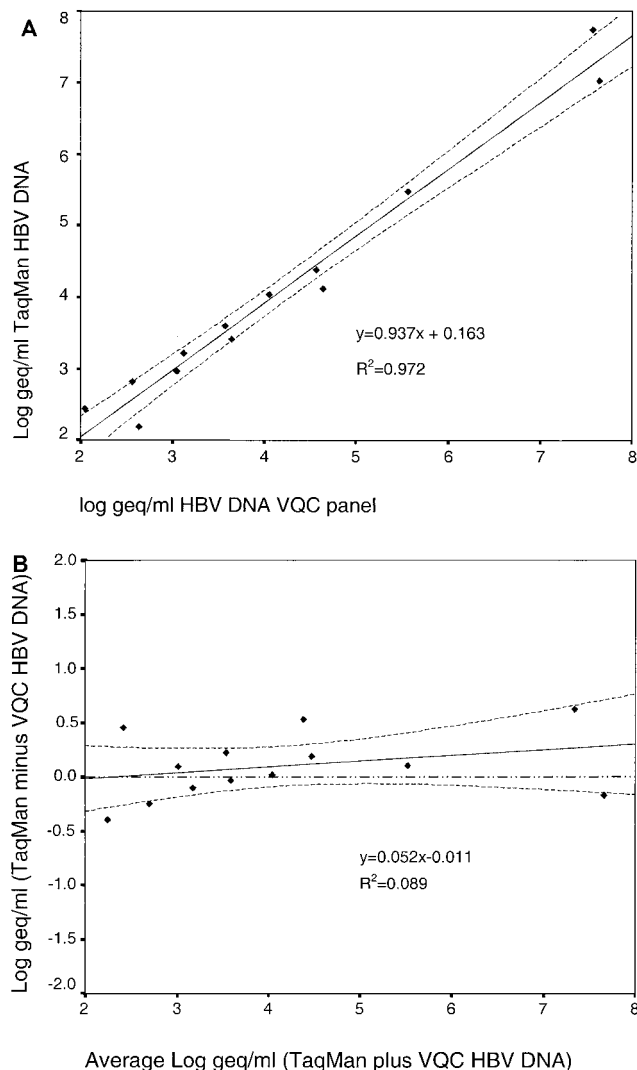 A
8
7
6
5
4
3
2
Log geq/ml TaqMan HBV DNA
y=0.937x + 0.163
R²=0.972
2 3 4 5 6 7 8
log geq/ml HBV DNA VQC panel
B
2.0
1.5
1.0
0.5
0.0
-0.5
-1.0
-1.5
-2.0
Log geq/ml (TaqMan minus VQC HBV DNA)
y=0.052x-0.011
R²=0.089
2 3 4 5 6 7 8
Average Log geq/ml (TaqMan plus VQC HBV DNA)